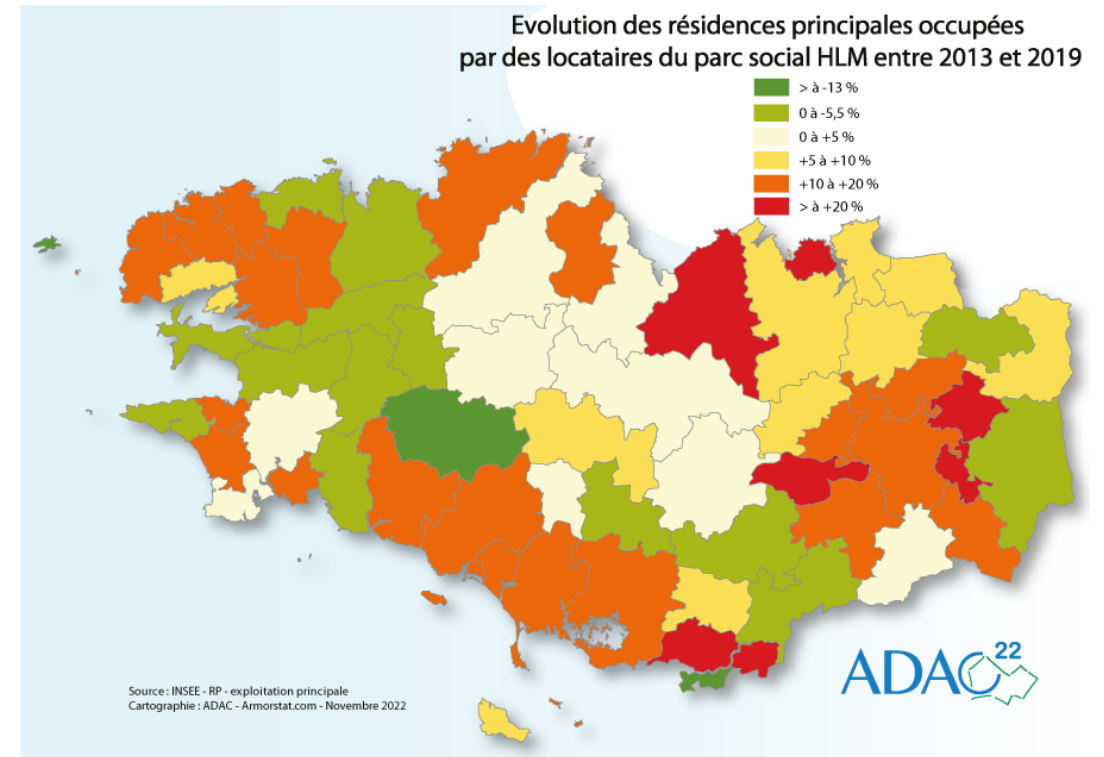 Evolution des résidences principales occupées
par des locataires du parc social HLM entre 2013 et 2019
> à -13 %
0 à -5,5 %
0 à +5 %
+5 à +10 %
+10 à +20 %
> à +20 %
ADAC 22
Source : INSEE - RP - exploitation principale
Cartographie : ADAC - Armorstat.com - Novembre 2022